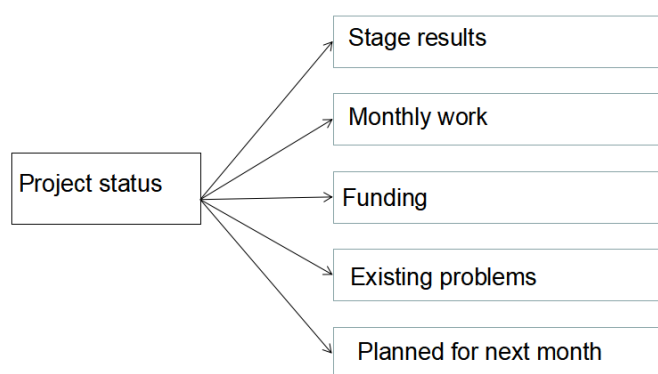 Project status
Stage results
Monthly work
Funding
Existing problems
Planned for next month